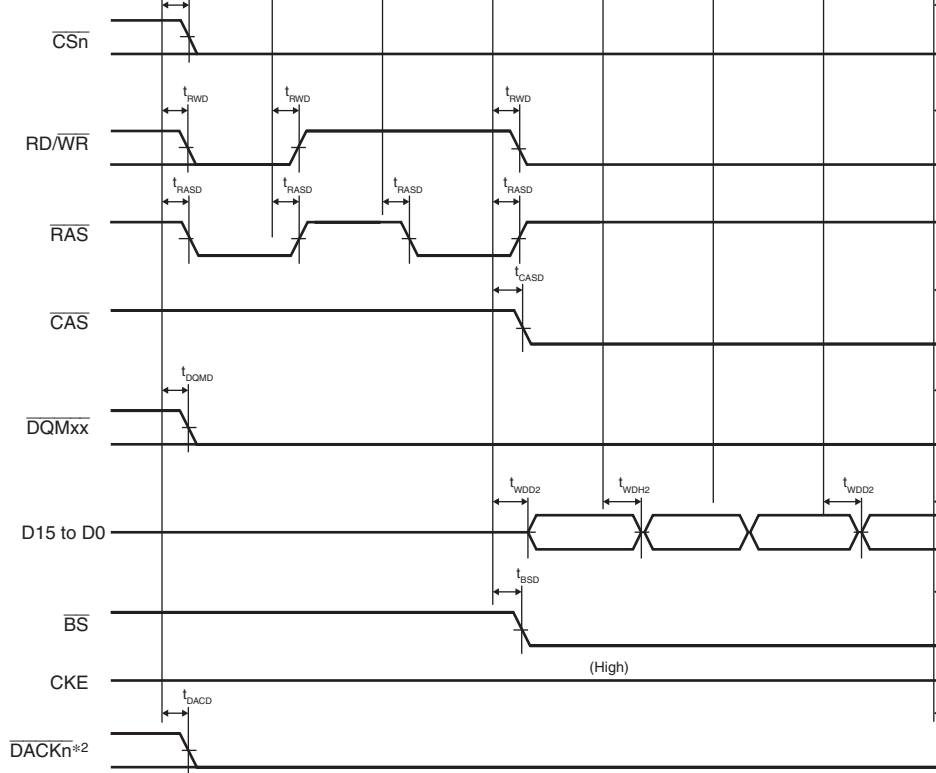 CSn
tRWD tRWD tRWD
RD/WR
tRASD tRASD tRASD tRASD
RAS
tCASD
CAS
tDQMD
DQMxx
tWDD2 tWDH2 tWDD2
D15 to D0
tBSD
BS
(High)
CKE
tDACD
DACKn*2